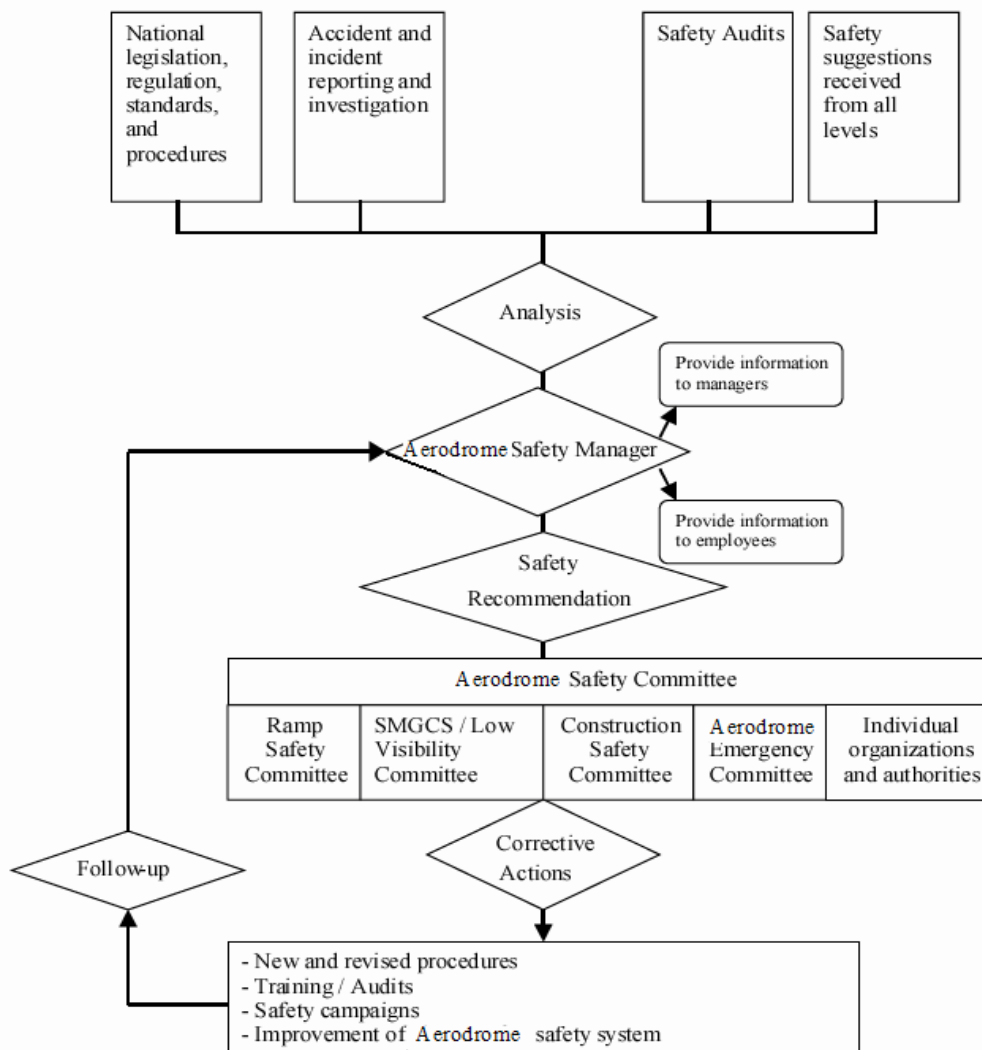 National
legislation,
regulation,
standards,
and
procedures
Accident and
incident
reporting and
investigation
Safety Audits
Safety
suggestions
received
from all
levels
Analysis
Provide information
to managers
Aerodrome Safety Manager
Provide information
to employees
Safety
Recommendation
Aerodrome Safety Committee
Ramp
Safety
Committee
SMGCS / Low
Visibility
Committee
Construction
Safety
Committee
Aerodrome
Emergency
Committee
Individual
organizations
and authorities
Corrective
Actions
Follow-up
- New and revised procedures
- Training / Audits
- Safety campaigns
- Improvement of Aerodrome safety system